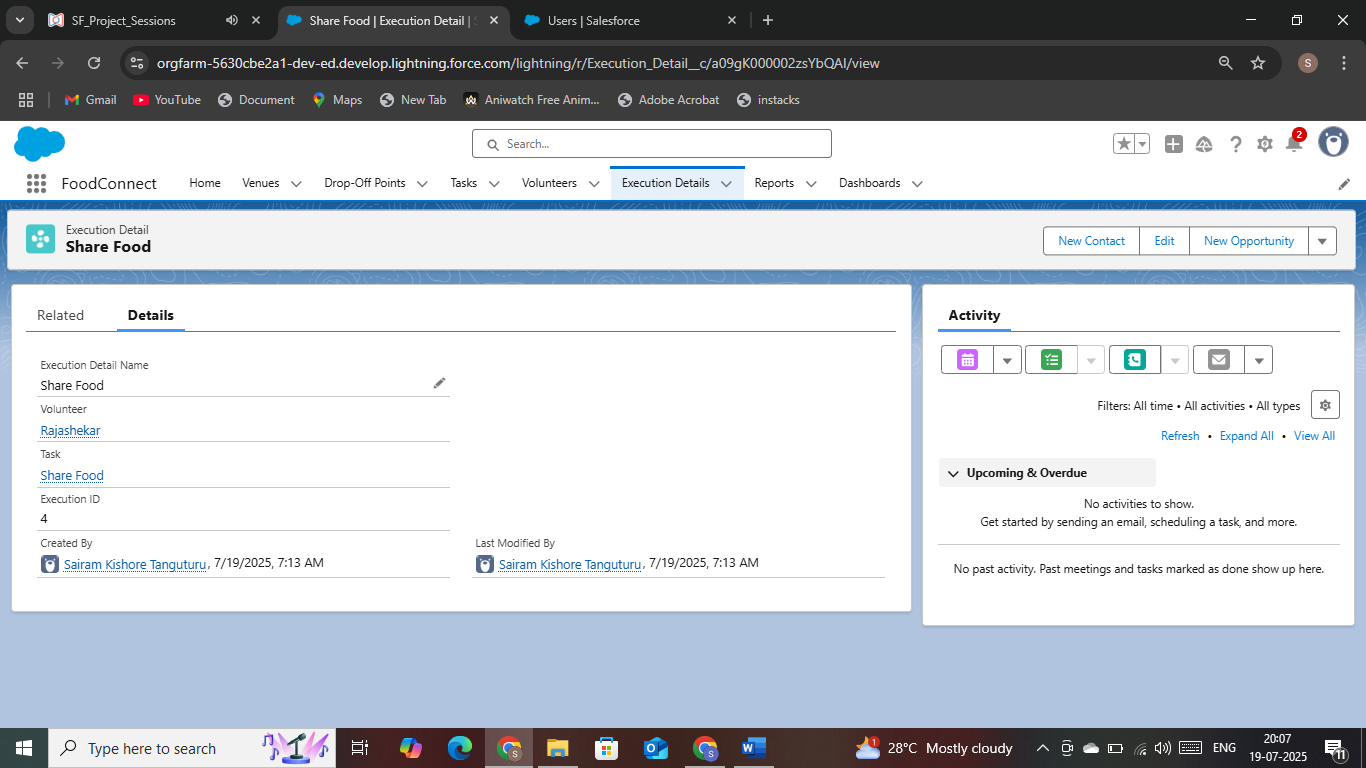 SF_Project_Sessions
Share Food | Execution Detail |
Users | Salesforce
orgfarm-5630cbe2a1-dev-ed.develop.lightning.force.com/lightning/r/Execution_Detail__c/a09gK000002zsYbQAI/view
S
Gmail YouTube Document Maps New Tab Aniwatch Free Anim... Adobe Acrobat instacks
Search...
2
FoodConnect Home Venues Drop-Off Points Tasks Volunteers Execution Details Reports Dashboards
Execution Detail
Share Food
New Contact Edit New Opportunity
Related Details
Execution Detail Name
Share Food
Volunteer
Rajashekar
Task
Share Food
Execution ID
4
Created By
Sairam Kishore Tanguturu, 7/19/2025, 7:13 AM
Last Modified By
Sairam Kishore Tanguturu, 7/19/2025, 7:13 AM
Activity
Filters: All time • All activities • All types
Refresh • Expand All • View All
Upcoming & Overdue
No activities to show.
Get started by sending an email, scheduling a task, and more.
No past activity. Past meetings and tasks marked as done show up here.
Type here to search
1
28°C Mostly cloudy
ENG
20:07
19-07-2025
11